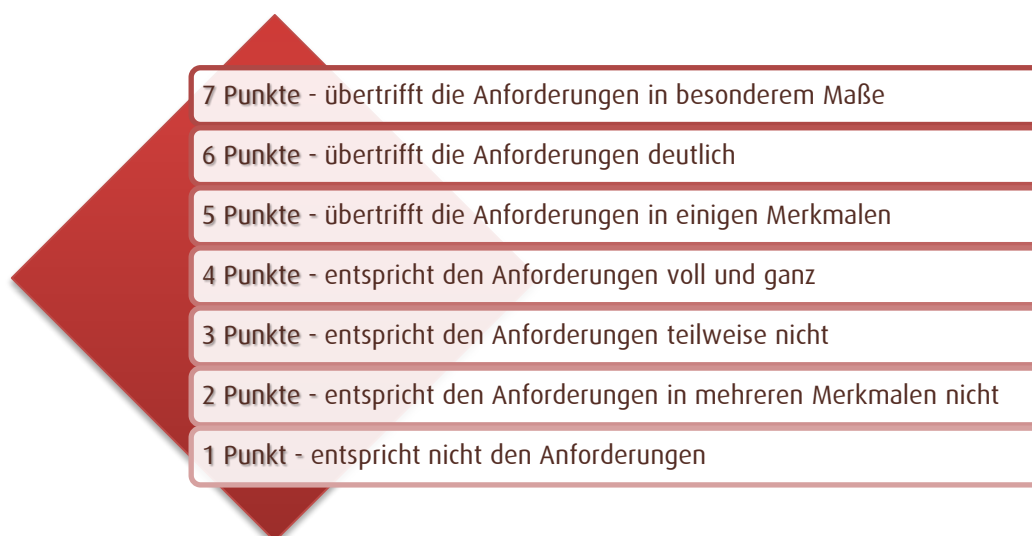 7 Punkte - übertrifft die Anforderungen in besonderem Maße
6 Punkte - übertrifft die Anforderungen deutlich
5 Punkte - übertrifft die Anforderungen in einigen Merkmalen
4 Punkte - entspricht den Anforderungen voll und ganz
3 Punkte - entspricht den Anforderungen teilweise nicht
2 Punkte - entspricht den Anforderungen in mehreren Merkmalen nicht
1 Punkt - entspricht nicht den Anforderungen